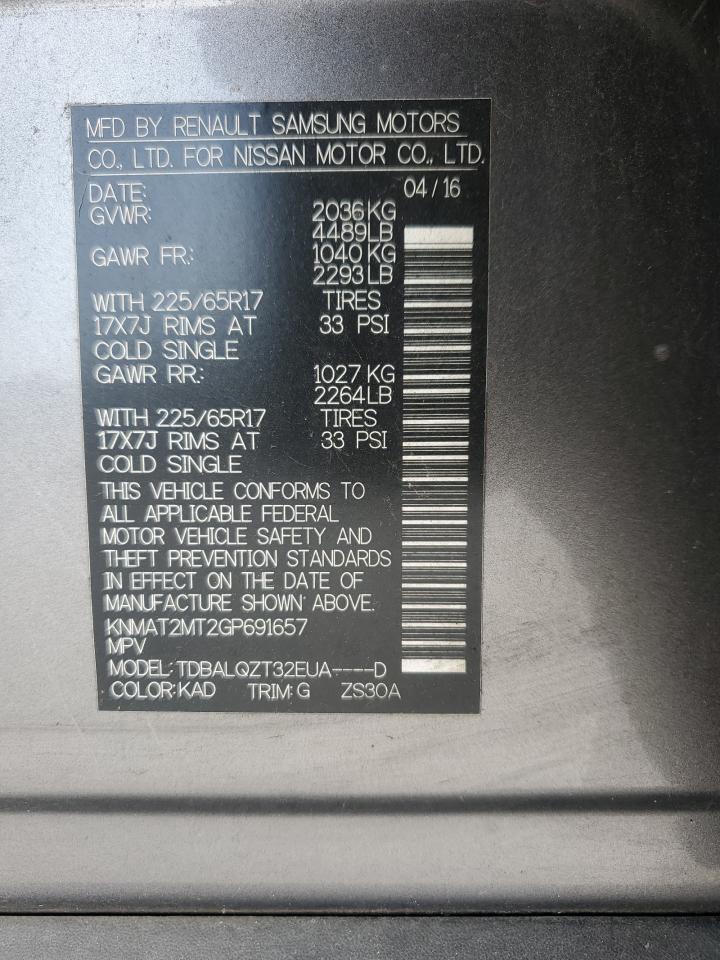 MFD BY RENAULT SAMSUNG MOTORS
CO., LTD. FOR NISSAN MOTOR CO., LTD.
DATE: 04/16
GVWR: 2036KG
4489LB
GAWR FR: 1040KG
2293LB
WITH 225/65R17 TIRES
17X7J RIMS AT 33 PSI
COLD SINGLE
GAWR RR: 1027KG
2264LB
WITH 225/65R17 TIRES
17X7J RIMS AT 33 PSI
COLD SINGLE
THIS VEHICLE CONFORMS TO
ALL APPLICABLE FEDERAL
MOTOR VEHICLE SAFETY AND
THEFT PREVENTION STANDARDS
IN EFFECT ON THE DATE OF
MANUFACTURE SHOWN ABOVE.
KNMAT2MT2GP691657
MPV
MODEL:TDBALQZT32EUA----D
COLOR:KAD TRIM:G ZS30A